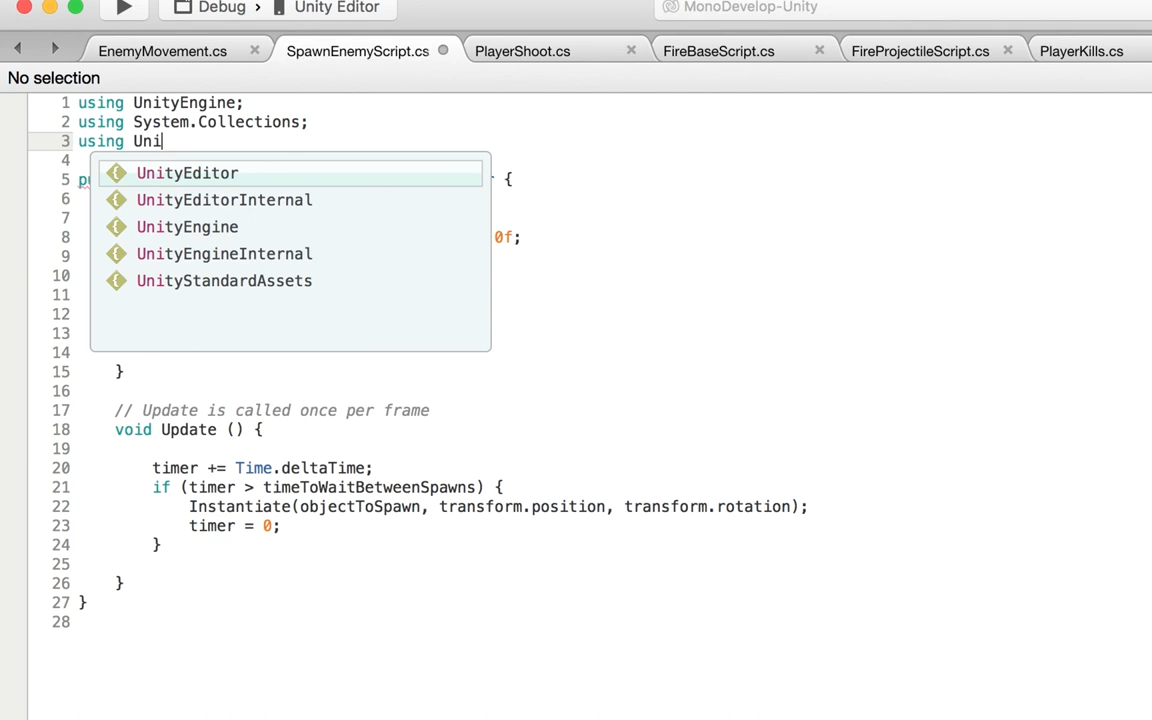 Debug › Unity Editor MonoDevelop-Unity
EnemyMovement.cs SpawnEnemyScript.cs PlayerShoot.cs FireBaseScript.cs FireProjectileScript.cs PlayerKills.cs
No selection
1 using UnityEngine;
2 using System.Collections;
3 using Uni
4
UnityEditor
5 {
UnityEditorInternal
6
7
UnityEngine
8 0f;
UnityEngineInternal
9
10
UnityStandardAssets
11
12
13
14
15 }
16
17 // Update is called once per frame
18 void Update () {
19
20 timer += Time.deltaTime;
21 if (timer > timeToWaitBetweenSpawns) {
22 Instantiate(objectToSpawn, transform.position, transform.rotation);
23 timer = 0;
24 }
25
26 }
27 }
28